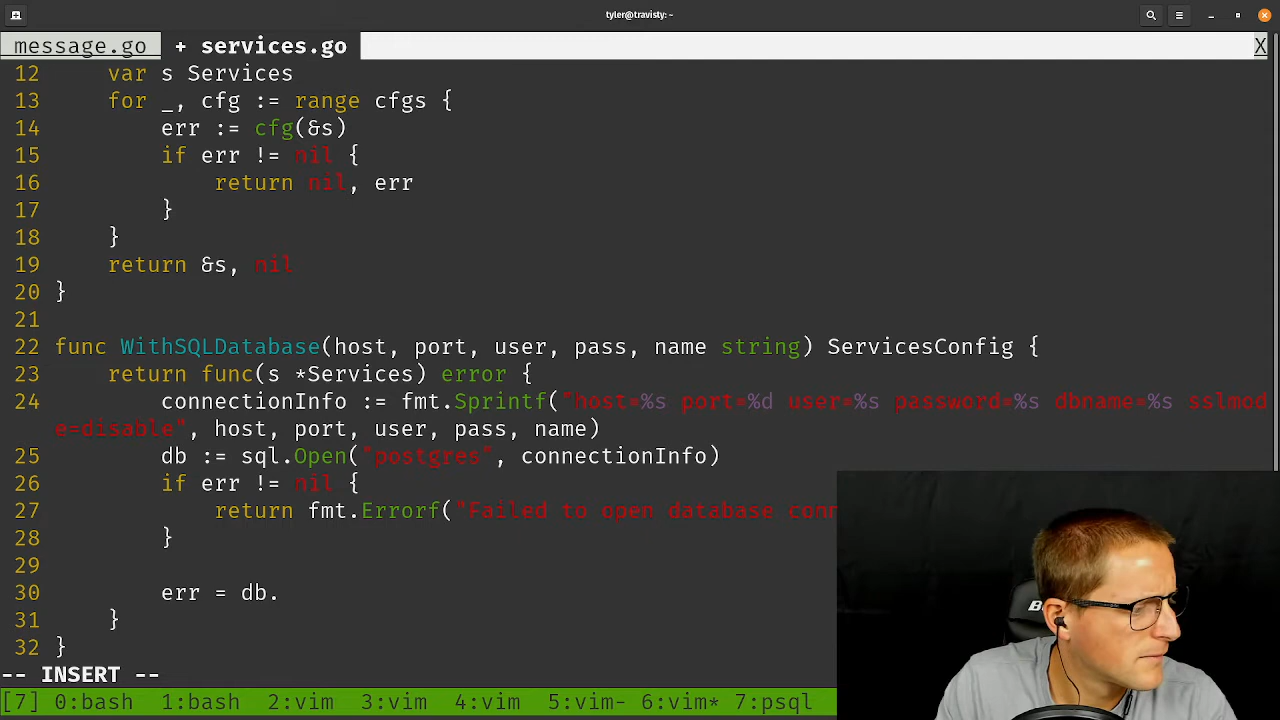 tyler@travisty: ~
message.go + services.go X
12 var s Services
13 for _, cfg := range cfgs {
14 err := cfg(&s)
15 if err != nil {
16 return nil, err
17 }
18 }
19 return &s, nil
20 }
21
22 func WithSQLDatabase(host, port, user, pass, name string) ServicesConfig {
23 return func(s *Services) error {
24 connectionInfo := fmt.Sprintf("host=%s port=%d user=%s password=%s dbname=%s sslmod
e=disable", host, port, user, pass, name)
25 db := sql.Open("postgres", connectionInfo)
26 if err != nil {
27 return fmt.Errorf("Failed to open database conn
28 }
29
30 err = db.
31 }
32 }
-- INSERT --
[7] 0:bash 1:bash 2:vim 3:vim 4:vim 5:vim- 6:vim* 7:psql